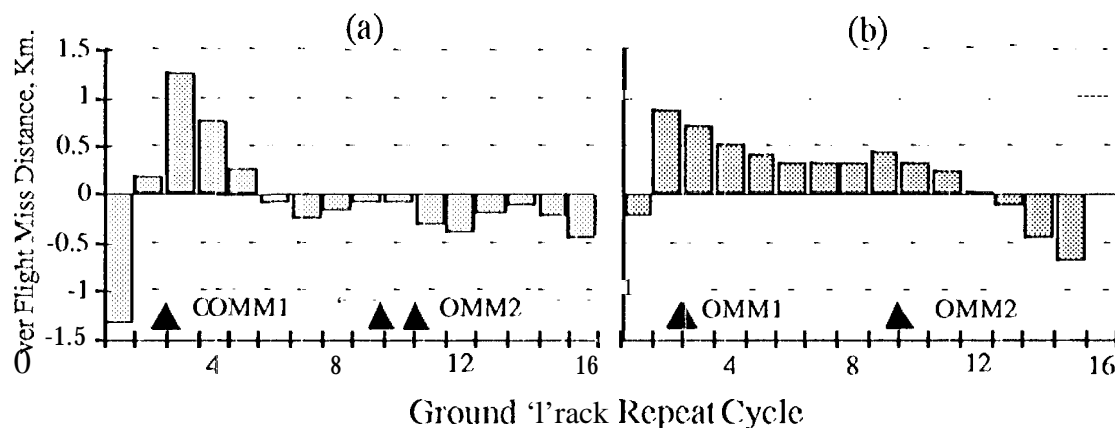 (a) (b)
Over Flight Miss Distance, Km.
1.5
1
0.5
0
-0.5
-1
-1.5
COMM1 OMM2 OMM1 OMM2
0 4 8 12 16 4 8 12 16
Ground 'I'rack Repeat Cycle